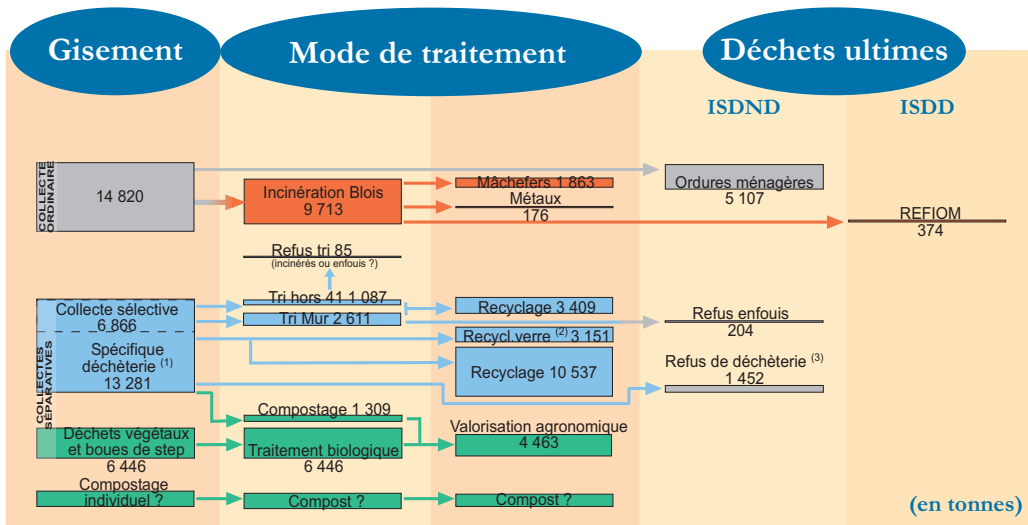 Gisement
Mode de traitement
Déchets ultimes
ISDND
ISDD
COLLECTE
ORDINAIRE
14 820
Incinération Blois
9 713
Mâchefers 1 863
Métaux
176
Ordures ménagères
5 107
REFIOM
374
Refus tri 85
(incinérés ou enfouis ?)
COLLECTES
SÉPARATIVES
Collecte sélective
6 866
Tri hors 41 1 087
Tri Mur 2 611
Recyclage 3 409
Refus enfouis
204
Spécifique
déchèterie (1)
13 281
Recycl.verre (2) 3 151
Recyclage 10 537
Refus de déchèterie (3)
1 452
Compostage 1 309
Déchets végétaux
et boues de step
6 446
Traitement biologique
6 446
Valorisation agronomique
4 463
Compostage
individuel ?
Compost ?
Compost ?
(en tonnes)